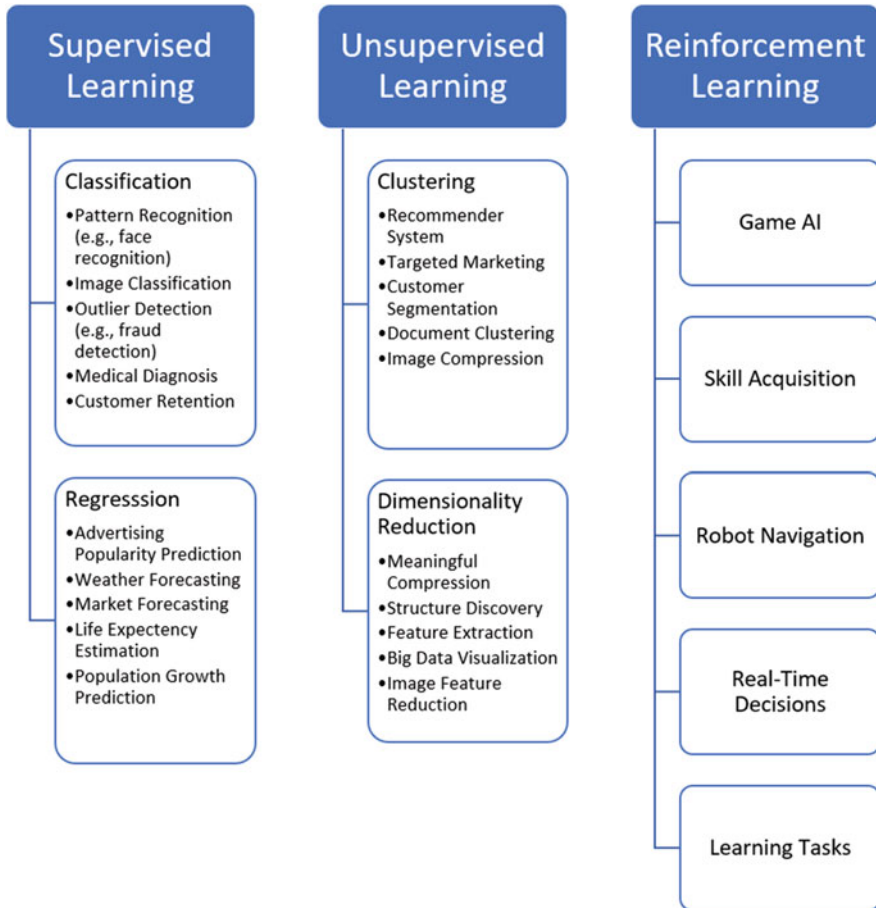 Supervised
Learning
Classification
•Pattern Recognition
(e.g., face
recognition)
•Image Classification
•Outlier Detection
(e.g., fraud
detection)
•Medical Diagnosis
•Customer Retention
Regresssion
•Advertising
Popularity Prediction
•Weather Forecasting
•Market Forecasting
•Life Expectency
Estimation
•Population Growth
Prediction
Unsupervised
Learning
Clustering
•Recommender
System
•Targeted Marketing
•Customer
Segmentation
•Document Clustering
•Image Compression
Dimensionality
Reduction
•Meaningful
Compression
•Structure Discovery
•Feature Extraction
•Big Data Visualization
•Image Feature
Reduction
Reinforcement
Learning
Game AI
Skill Acquisition
Robot Navigation
Real-Time
Decisions
Learning Tasks